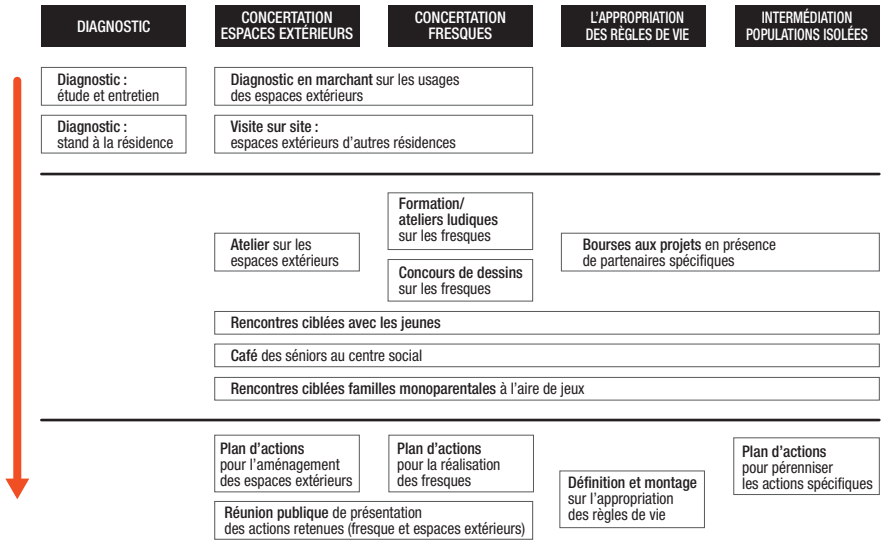 DIAGNOSTIC
CONCERTATION
ESPACES EXTÉRIEURS
CONCERTATION
FRESQUES
L'APPROPRIATION
DES RÈGLES DE VIE
INTERMÉDIATION
POPULATIONS ISOLÉES
Diagnostic :
étude et entretien
Diagnostic en marchant sur les usages
des espaces extérieurs
Diagnostic :
stand à la résidence
Visite sur site :
espaces extérieurs d'autres résidences
Atelier sur les
espaces extérieurs
Formation/
ateliers ludiques
sur les fresques
Concours de dessins
sur les fresques
Bourses aux projets en présence
de partenaires spécifiques
Rencontres ciblées avec les jeunes
Café des séniors au centre social
Rencontres ciblées familles monoparentales à l'aire de jeux
Plan d'actions
pour l'aménagement
des espaces extérieurs
Plan d'actions
pour la réalisation
des fresques
Réunion publique de présentation
des actions retenues (fresque et espaces extérieurs)
Définition et montage
sur l'appropriation
des règles de vie
Plan d'actions
pour pérenniser
les actions spécifiques